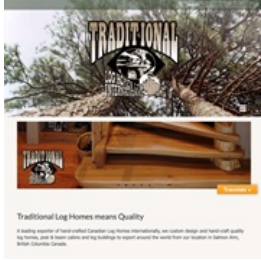 TRADITIONAL
LOG
TRADITIONAL
Translate »
Traditional Log Homes means Quality
A leading exporter of hand-crafted Canadian Log Homes internationally, we custom design and hand-craft quality
log homes, post & beam cabins and log buildings to export around the world from our location in Salmon Arm,
British Columbia Canada.